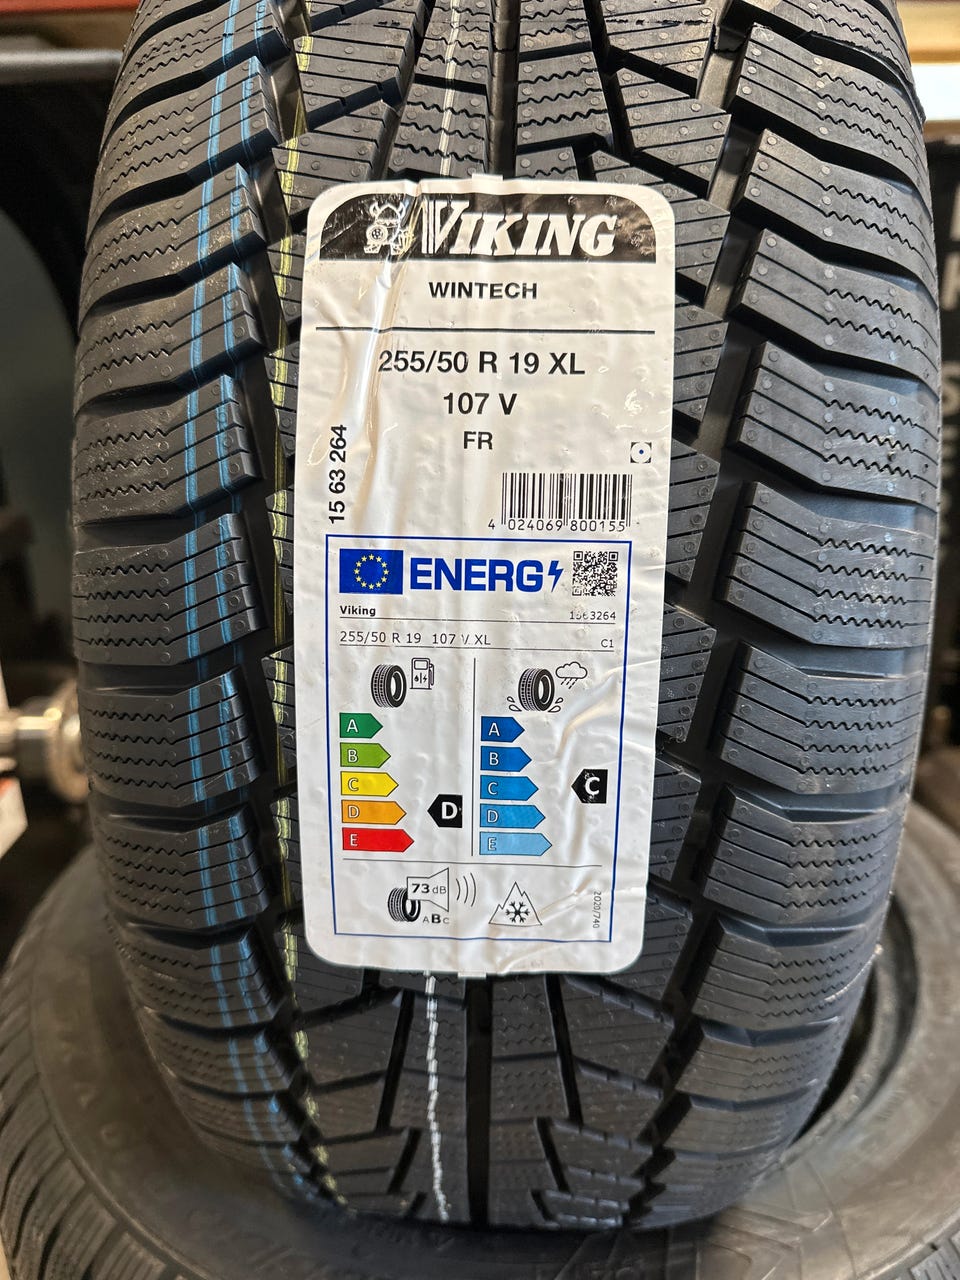 VIKING
WINTECH
255/50 R 19 XL
107 V
FR
15 63 264
4 024069 800155
ENERG
Viking
1563264
255/50 R 19 107 V XL
C1
A
B
C
D
E
D
A
B
C
D
E
C
73 dB
ABC
2020/740